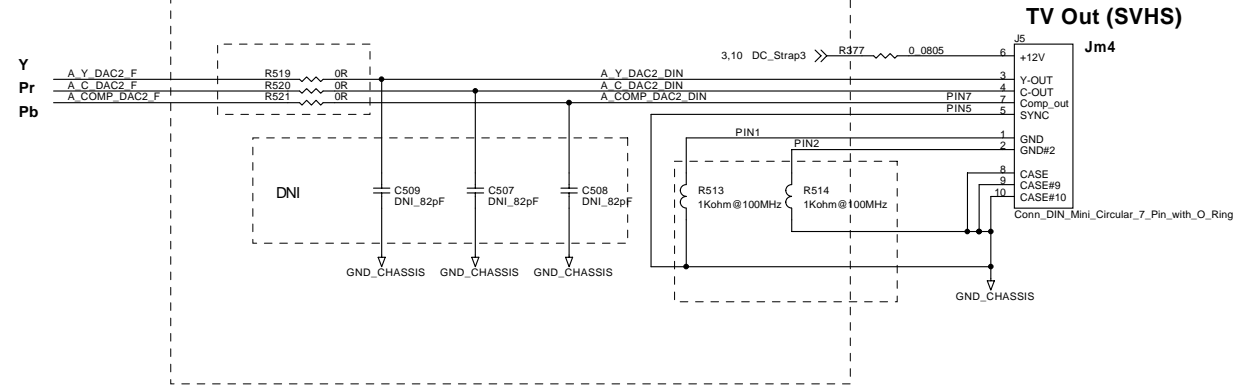 TV Out (SVHS)
J5
Jm4
3,10 DC_Strap3 R377 0_0805 6 +12V
Y
A_Y_DAC2_F R519 0R A_Y_DAC2_DIN 3 Y-OUT
Pr
A_C_DAC2_F R520 0R A_C_DAC2_DIN 4 C-OUT
A_COMP_DAC2_F R521 0R A_COMP_DAC2_DIN PIN7 7 Comp_out
Pb
PIN5 5 SYNC
PIN1 1 GND
PIN2 2 GND#2
8 CASE
9 CASE#9
10 CASE#10
DNI
C509
DNI_82pF
C507
DNI_82pF
C508
DNI_82pF
R513
1Kohm@100MHz
R514
1Kohm@100MHz
Conn_DIN_Mini_Circular_7_Pin_with_O_Ring
GND_CHASSIS GND_CHASSIS GND_CHASSIS
GND_CHASSIS